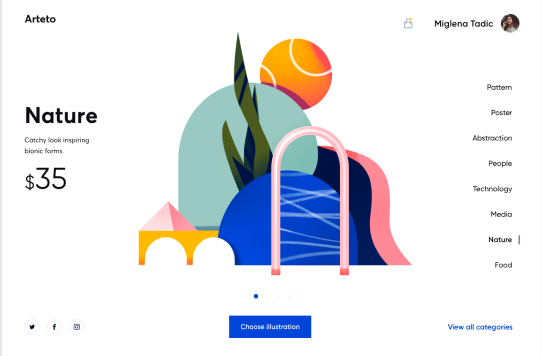 Arteto
Miglena Tadic
Nature
Catchy look inspiring
bionic forms.
$35
Pattern
Poster
Abstraction
People
Technology
Media
Nature
Food
Choose illustration
View all categories